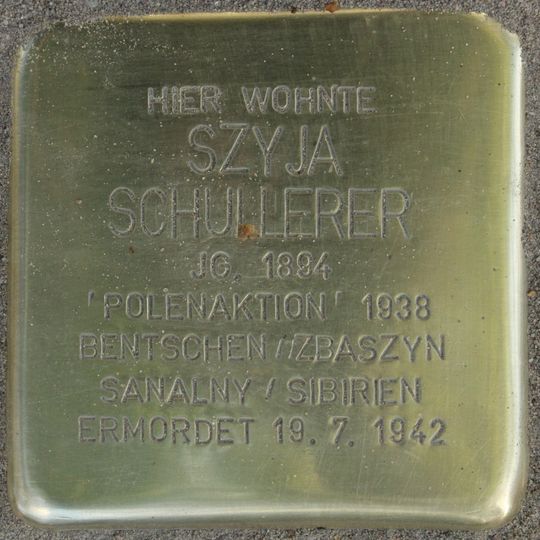 HIER WOHNTE
SZYJA
SCHULLERER
JG. 1894
'POLENAKTION' 1938
BENTSCHEN / ZBASZYN
SANALNY / SIBIRIEN
ERMORDET 19.7.1942